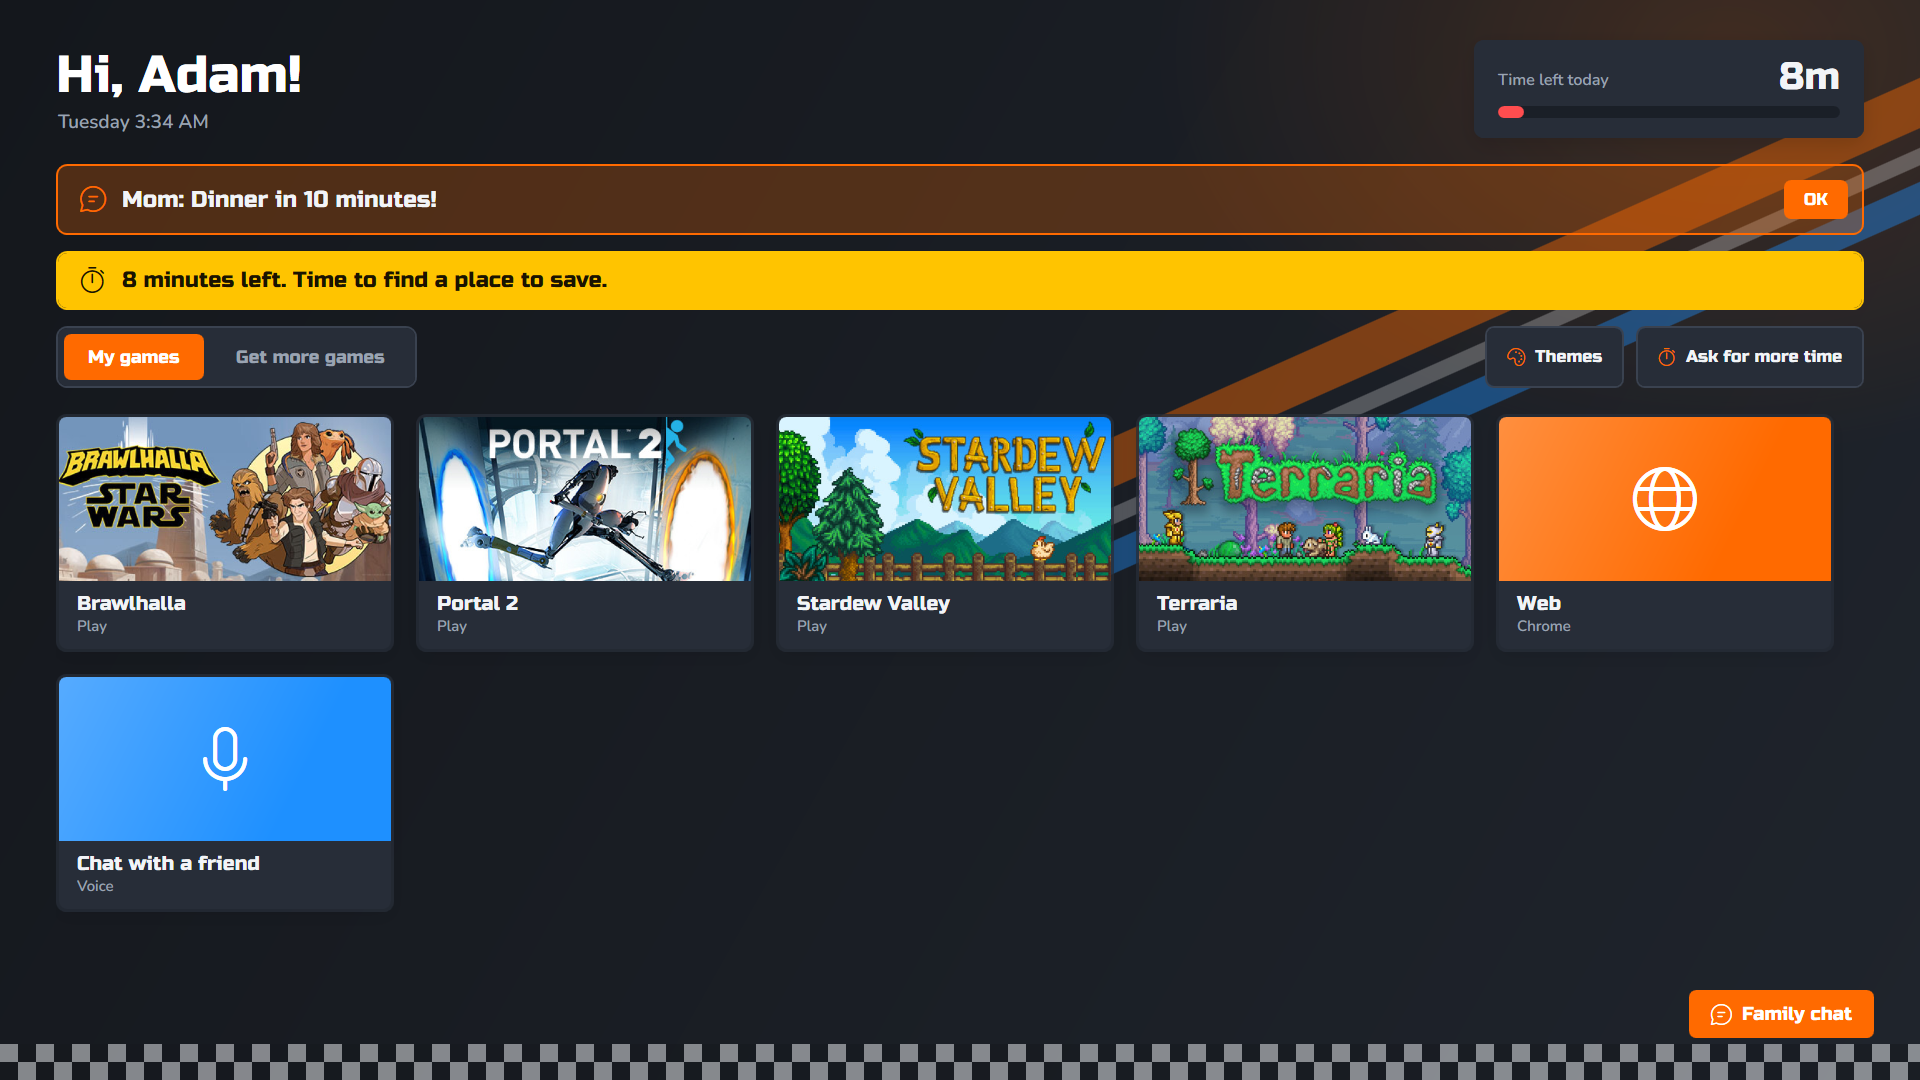 Hi, Adam!
Tuesday 3:34 AM
Time left today
8m
Mom: Dinner in 10 minutes!
OK
8 minutes left. Time to find a place to save.
My games
Get more games
Themes
Ask for more time
BRAWLHALLA
STAR
WARS
PORTAL 2
STARDEW
VALLEY
Terraria
Brawlhalla
Play
Portal 2
Play
Stardew Valley
Play
Terraria
Play
Web
Chrome
Chat with a friend
Voice
Family chat